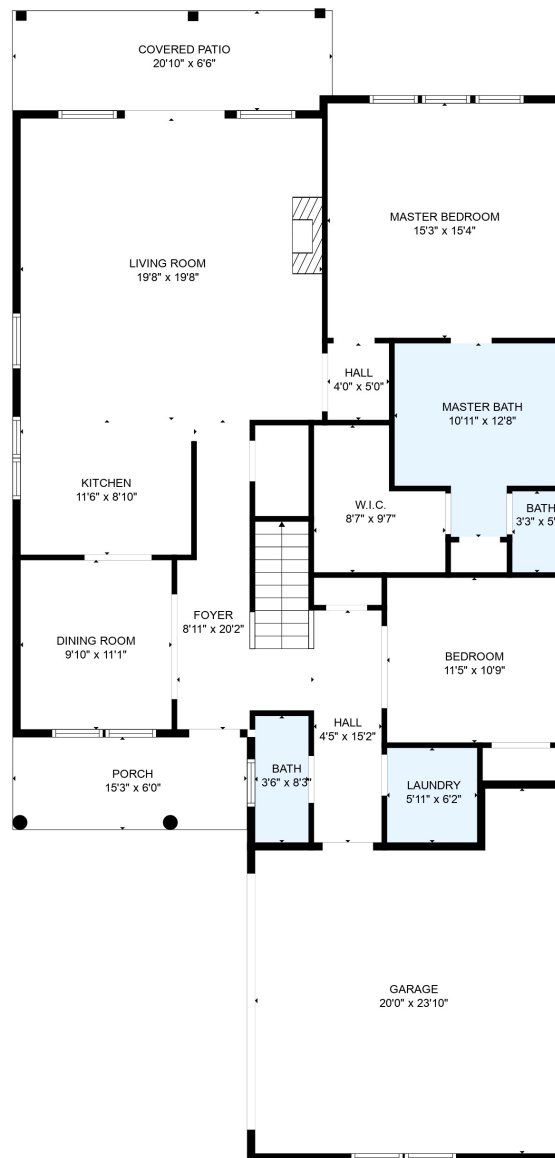 COVERED PATIO
20'10" x 6'6"
MASTER BEDROOM
15'3" x 15'4"
LIVING ROOM
19'8" x 19'8"
HALL
4'0" x 5'0"
MASTER BATH
10'11" x 12'8"
KITCHEN
11'6" x 8'10"
W.I.C.
8'7" x 9'7"
BATH
3'3" x 5'
FOYER
8'11" x 20'2"
DINING ROOM
9'10" x 11'1"
BEDROOM
11'5" x 10'9"
HALL
4'5" x 15'2"
PORCH
15'3" x 6'0"
BATH
3'6" x 8'3"
LAUNDRY
5'11" x 6'2"
GARAGE
20'0" x 23'10"